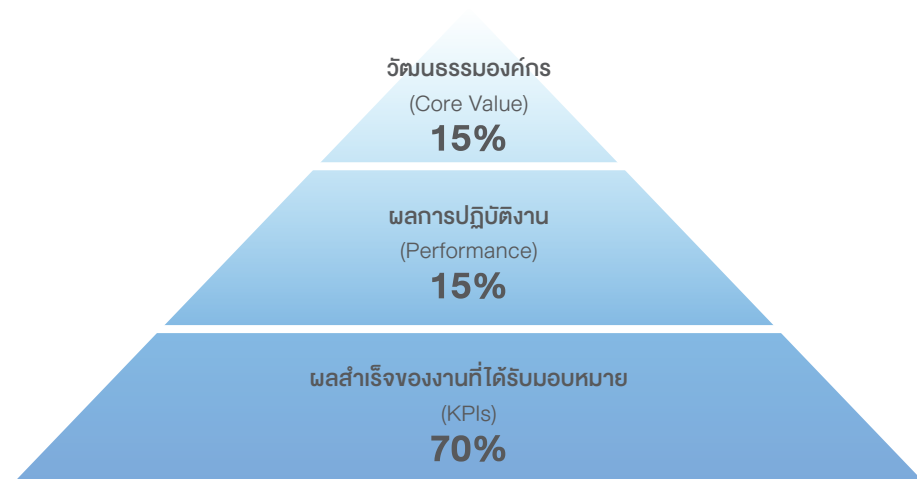 วัฒนธรรมองค์กร
(Core Value)
15%
ผลการปฏิบัติงาน
(Performance)
15%
ผลสำเร็จของงานที่ได้รับมอบหมาย
(KPIs)
70%